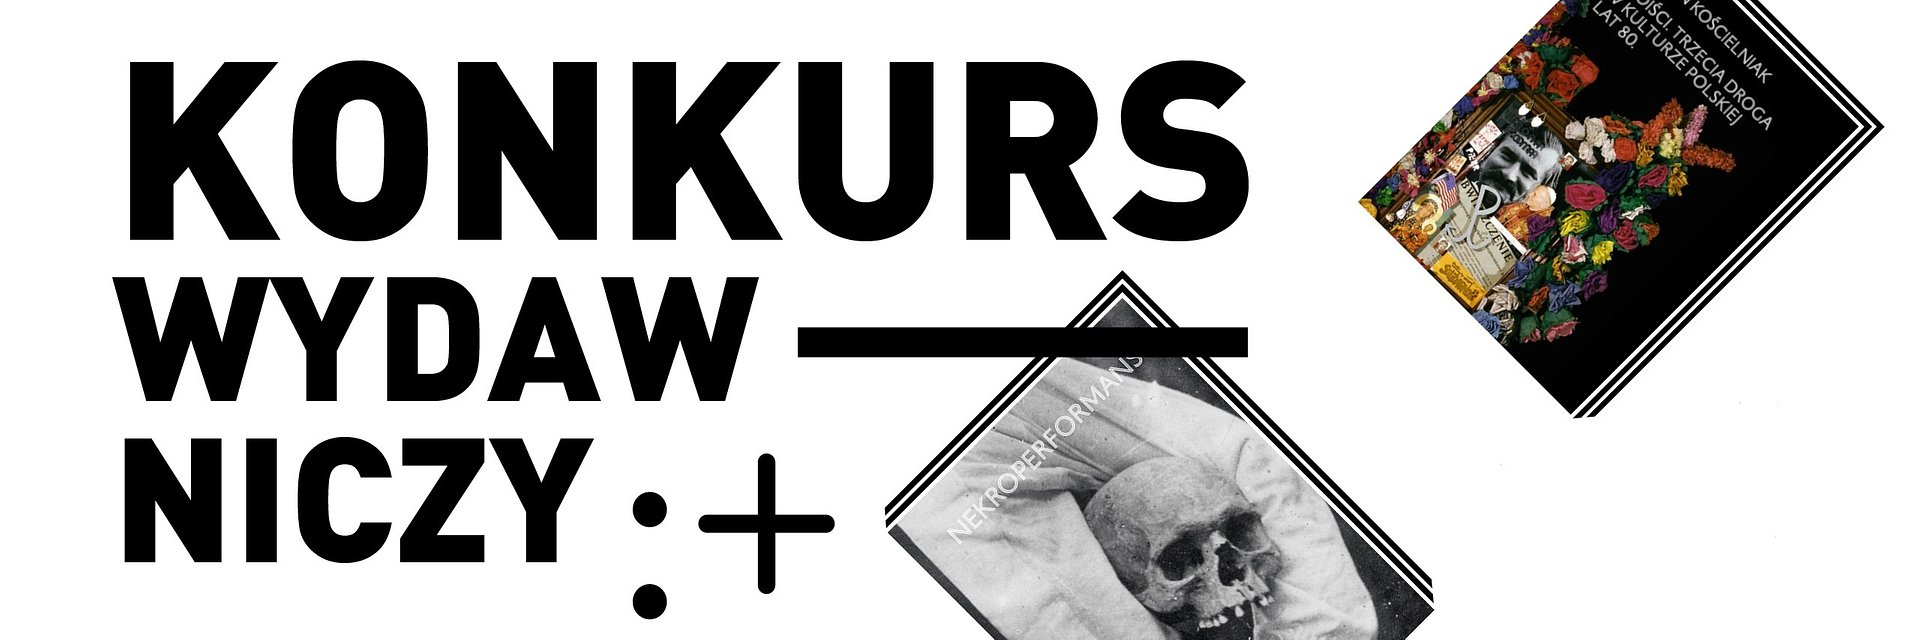 KONKURS
WYDAW
NICZY
:+
KOŚCIELNIAK
TRZECIA DROGA
W KULTURZE POLSKIEJ
LAT 80.
NEKROPERFORMANS